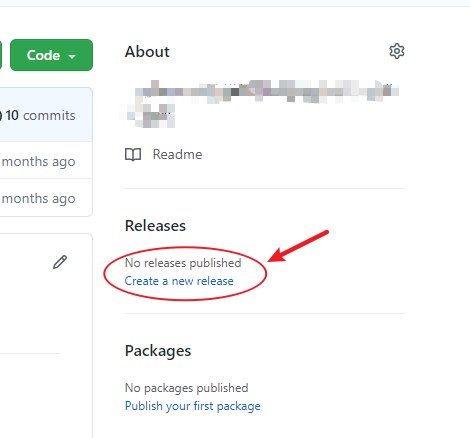 Code
About
10 commits
months ago
Readme
months ago
Releases
No releases published
Create a new release
Packages
No packages published
Publish your first package